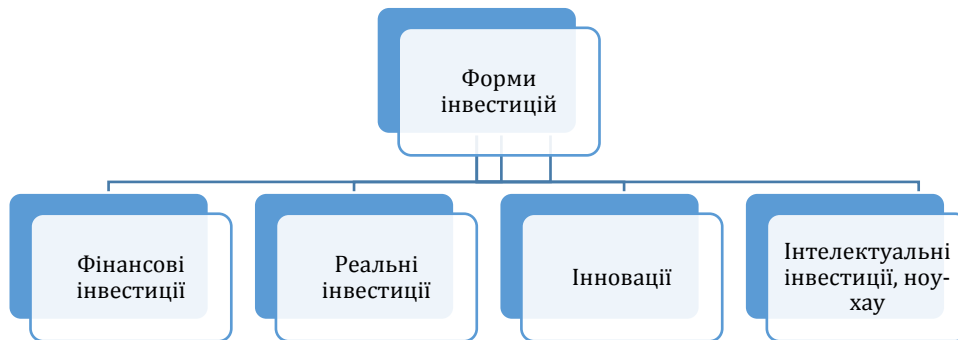 Форми
інвестицій
Фінансові
інвестиції
Реальні
інвестиції
Інновації
Інтелектуальні
інвестиції, ноу-
хау